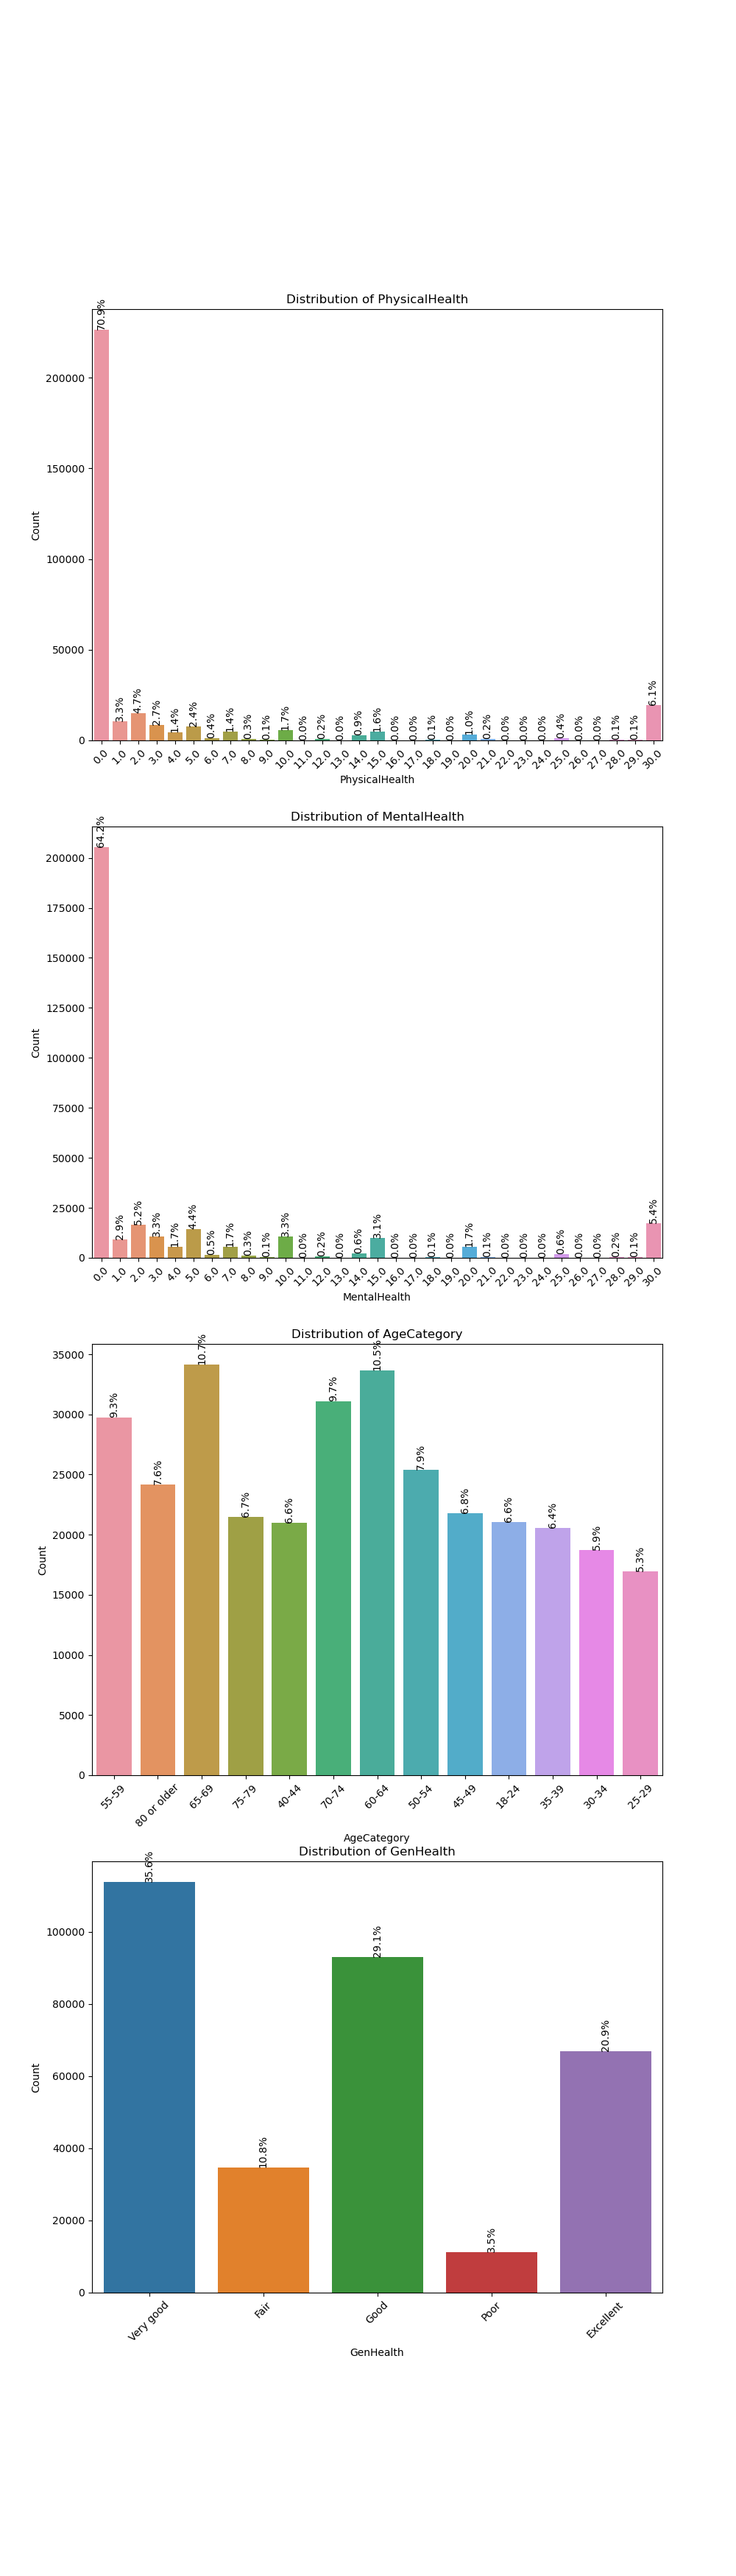 Distribution of PhysicalHealth
Count
200000
150000
100000
50000
0
70.9% 3.3% 4.7% 2.7% 1.4% 2.4% 0.4% 1.4% 0.3% 0.1% 1.7% 0.0% 0.2% 0.0% 0.9% 1.6% 0.0% 0.0% 0.1% 0.0% 1.0% 0.2% 0.0% 0.0% 0.0% 0.4% 0.0% 0.0% 0.1% 0.1% 6.1%
0.0 1.0 2.0 3.0 4.0 5.0 6.0 7.0 8.0 9.0 10.0 11.0 12.0 13.0 14.0 15.0 16.0 17.0 18.0 19.0 20.0 21.0 22.0 23.0 24.0 25.0 26.0 27.0 28.0 29.0 30.0
PhysicalHealth
Distribution of MentalHealth
Count
200000
175000
150000
125000
100000
75000
50000
25000
0
64.2% 2.9% 5.2% 3.3% 1.7% 4.4% 0.5% 1.7% 0.3% 0.1% 3.3% 0.0% 0.2% 0.0% 0.6% 3.1% 0.0% 0.0% 0.1% 0.0% 1.7% 0.1% 0.0% 0.0% 0.0% 0.6% 0.0% 0.0% 0.2% 0.1% 5.4%
0.0 1.0 2.0 3.0 4.0 5.0 6.0 7.0 8.0 9.0 10.0 11.0 12.0 13.0 14.0 15.0 16.0 17.0 18.0 19.0 20.0 21.0 22.0 23.0 24.0 25.0 26.0 27.0 28.0 29.0 30.0
MentalHealth
Distribution of AgeCategory
Count
35000
30000
25000
20000
15000
10000
5000
0
9.3% 7.6% 10.7% 6.7% 6.6% 9.7% 10.5% 7.9% 6.8% 6.6% 6.4% 5.9% 5.3%
55-59 80 or older 65-69 75-79 40-44 70-74 60-64 50-54 45-49 18-24 35-39 30-34 25-29
AgeCategory
Distribution of GenHealth
Count
100000
80000
60000
40000
20000
0
35.6% 10.8% 29.1% 3.5% 20.9%
Very good Fair Good Poor Excellent
GenHealth